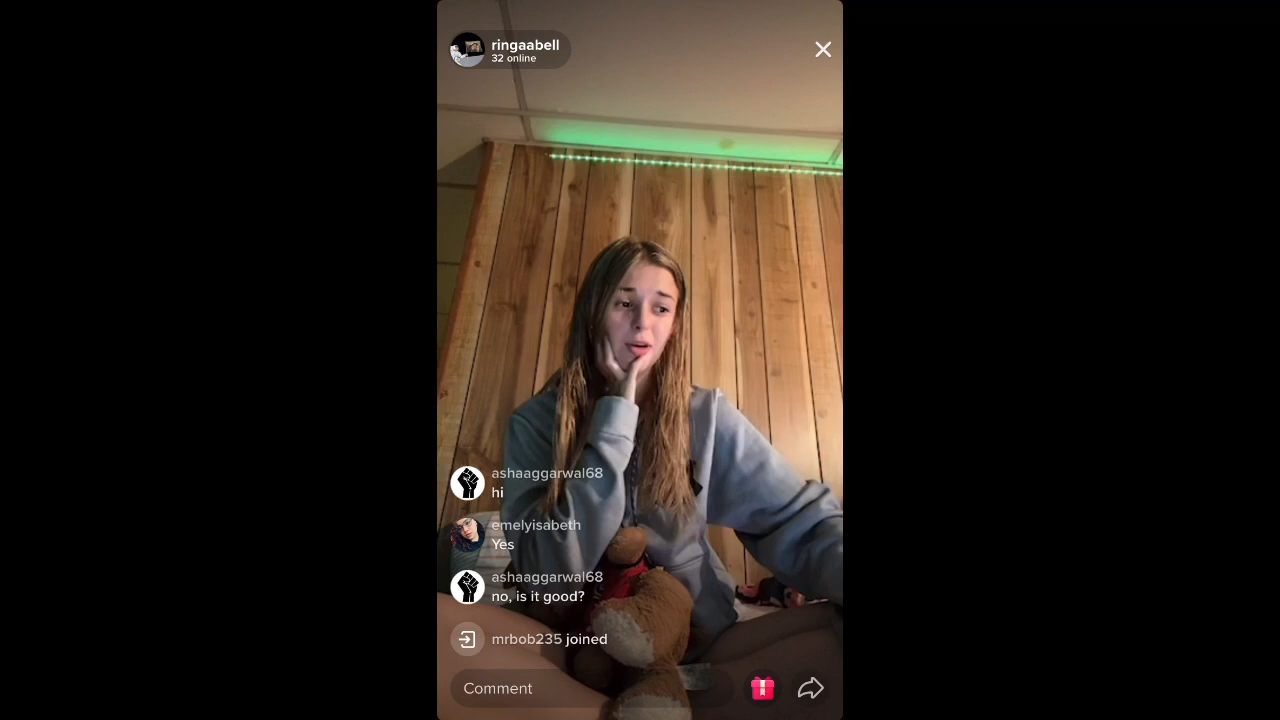 ringaabell
32 online
ashaaggarwal68
hi
emelyisabeth
Yes
ashaaggarwal68
no, is it good?
mrbob235 joined
Comment